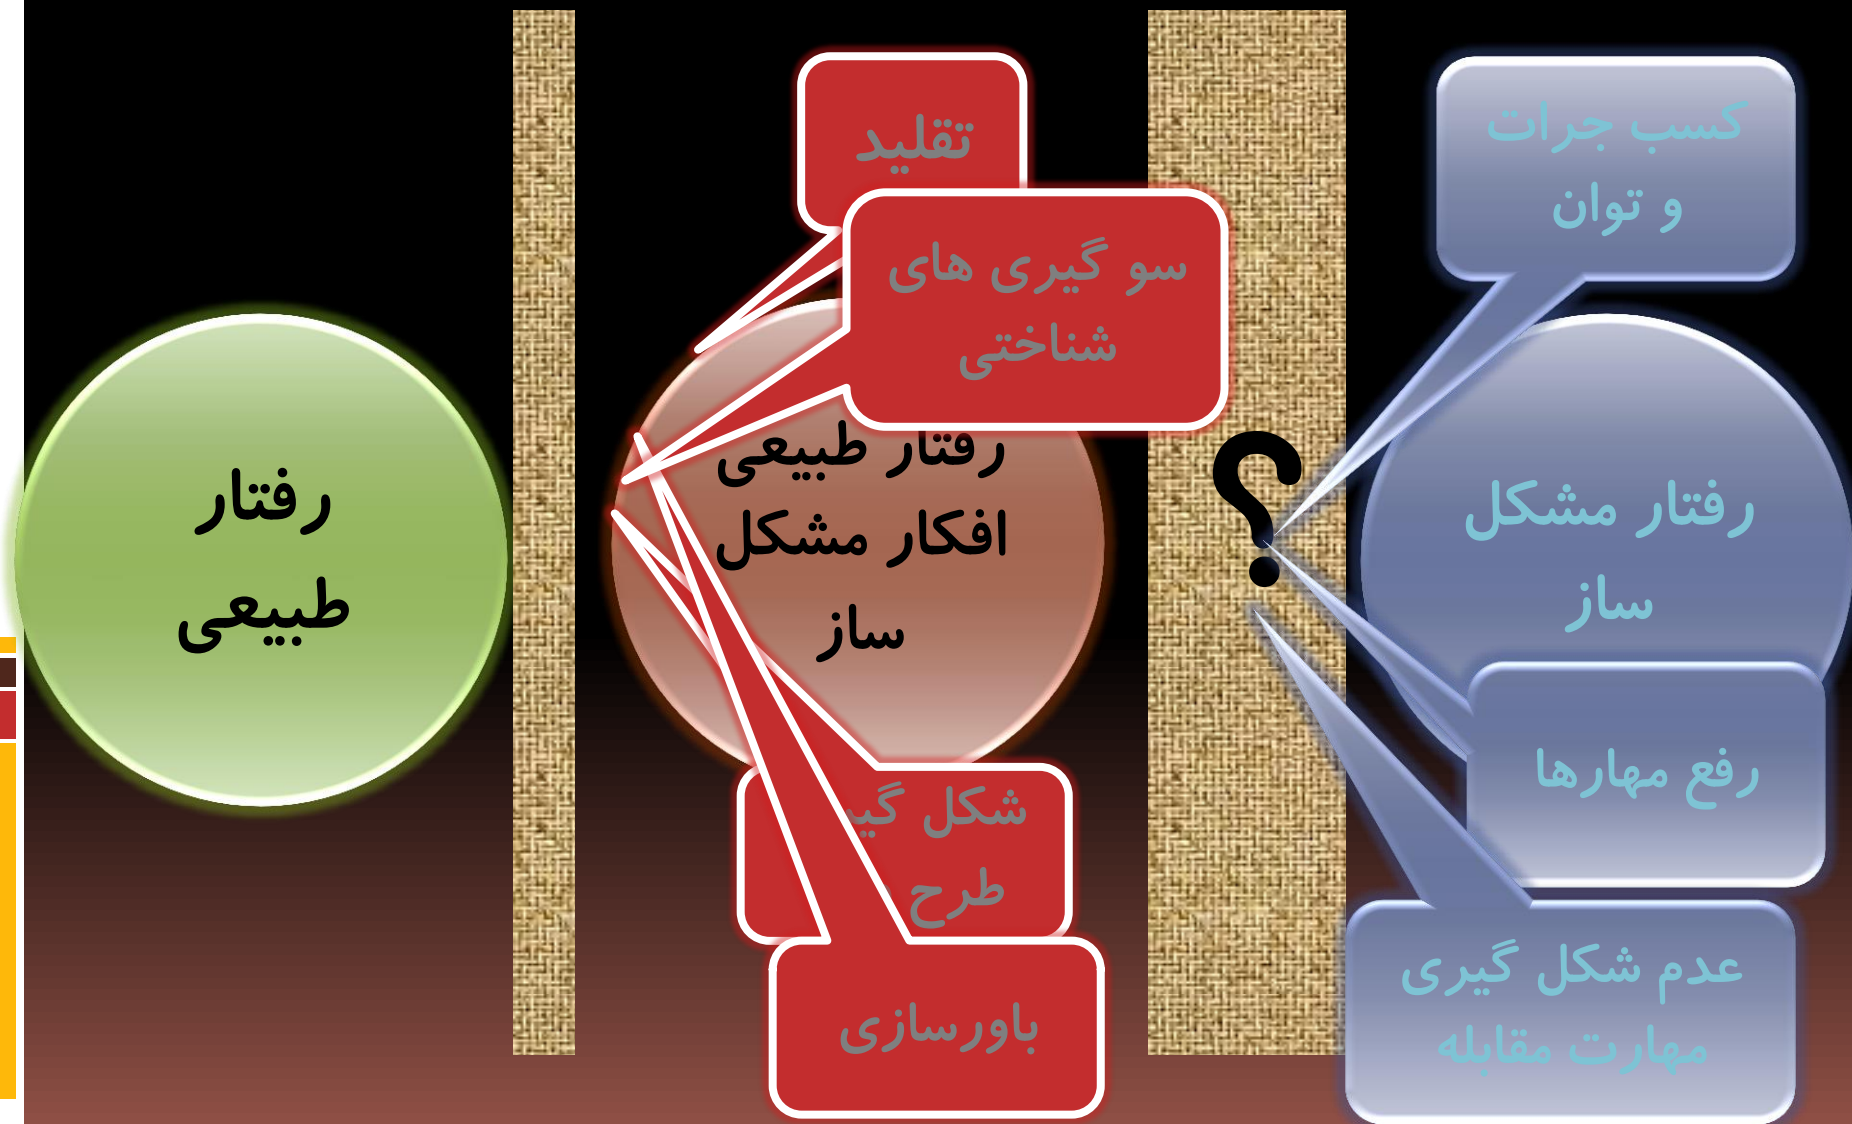 رفتار
طبیعی
تقلید
سو گیری های
شناختی
رفتار طبیعی
افکار مشکل
ساز
شکل
طرح
باورسازی
؟
کسب جرات
و توان
رفتار مشکل
ساز
رفع مهارها
عدم شکل گیری
مهارت مقابله